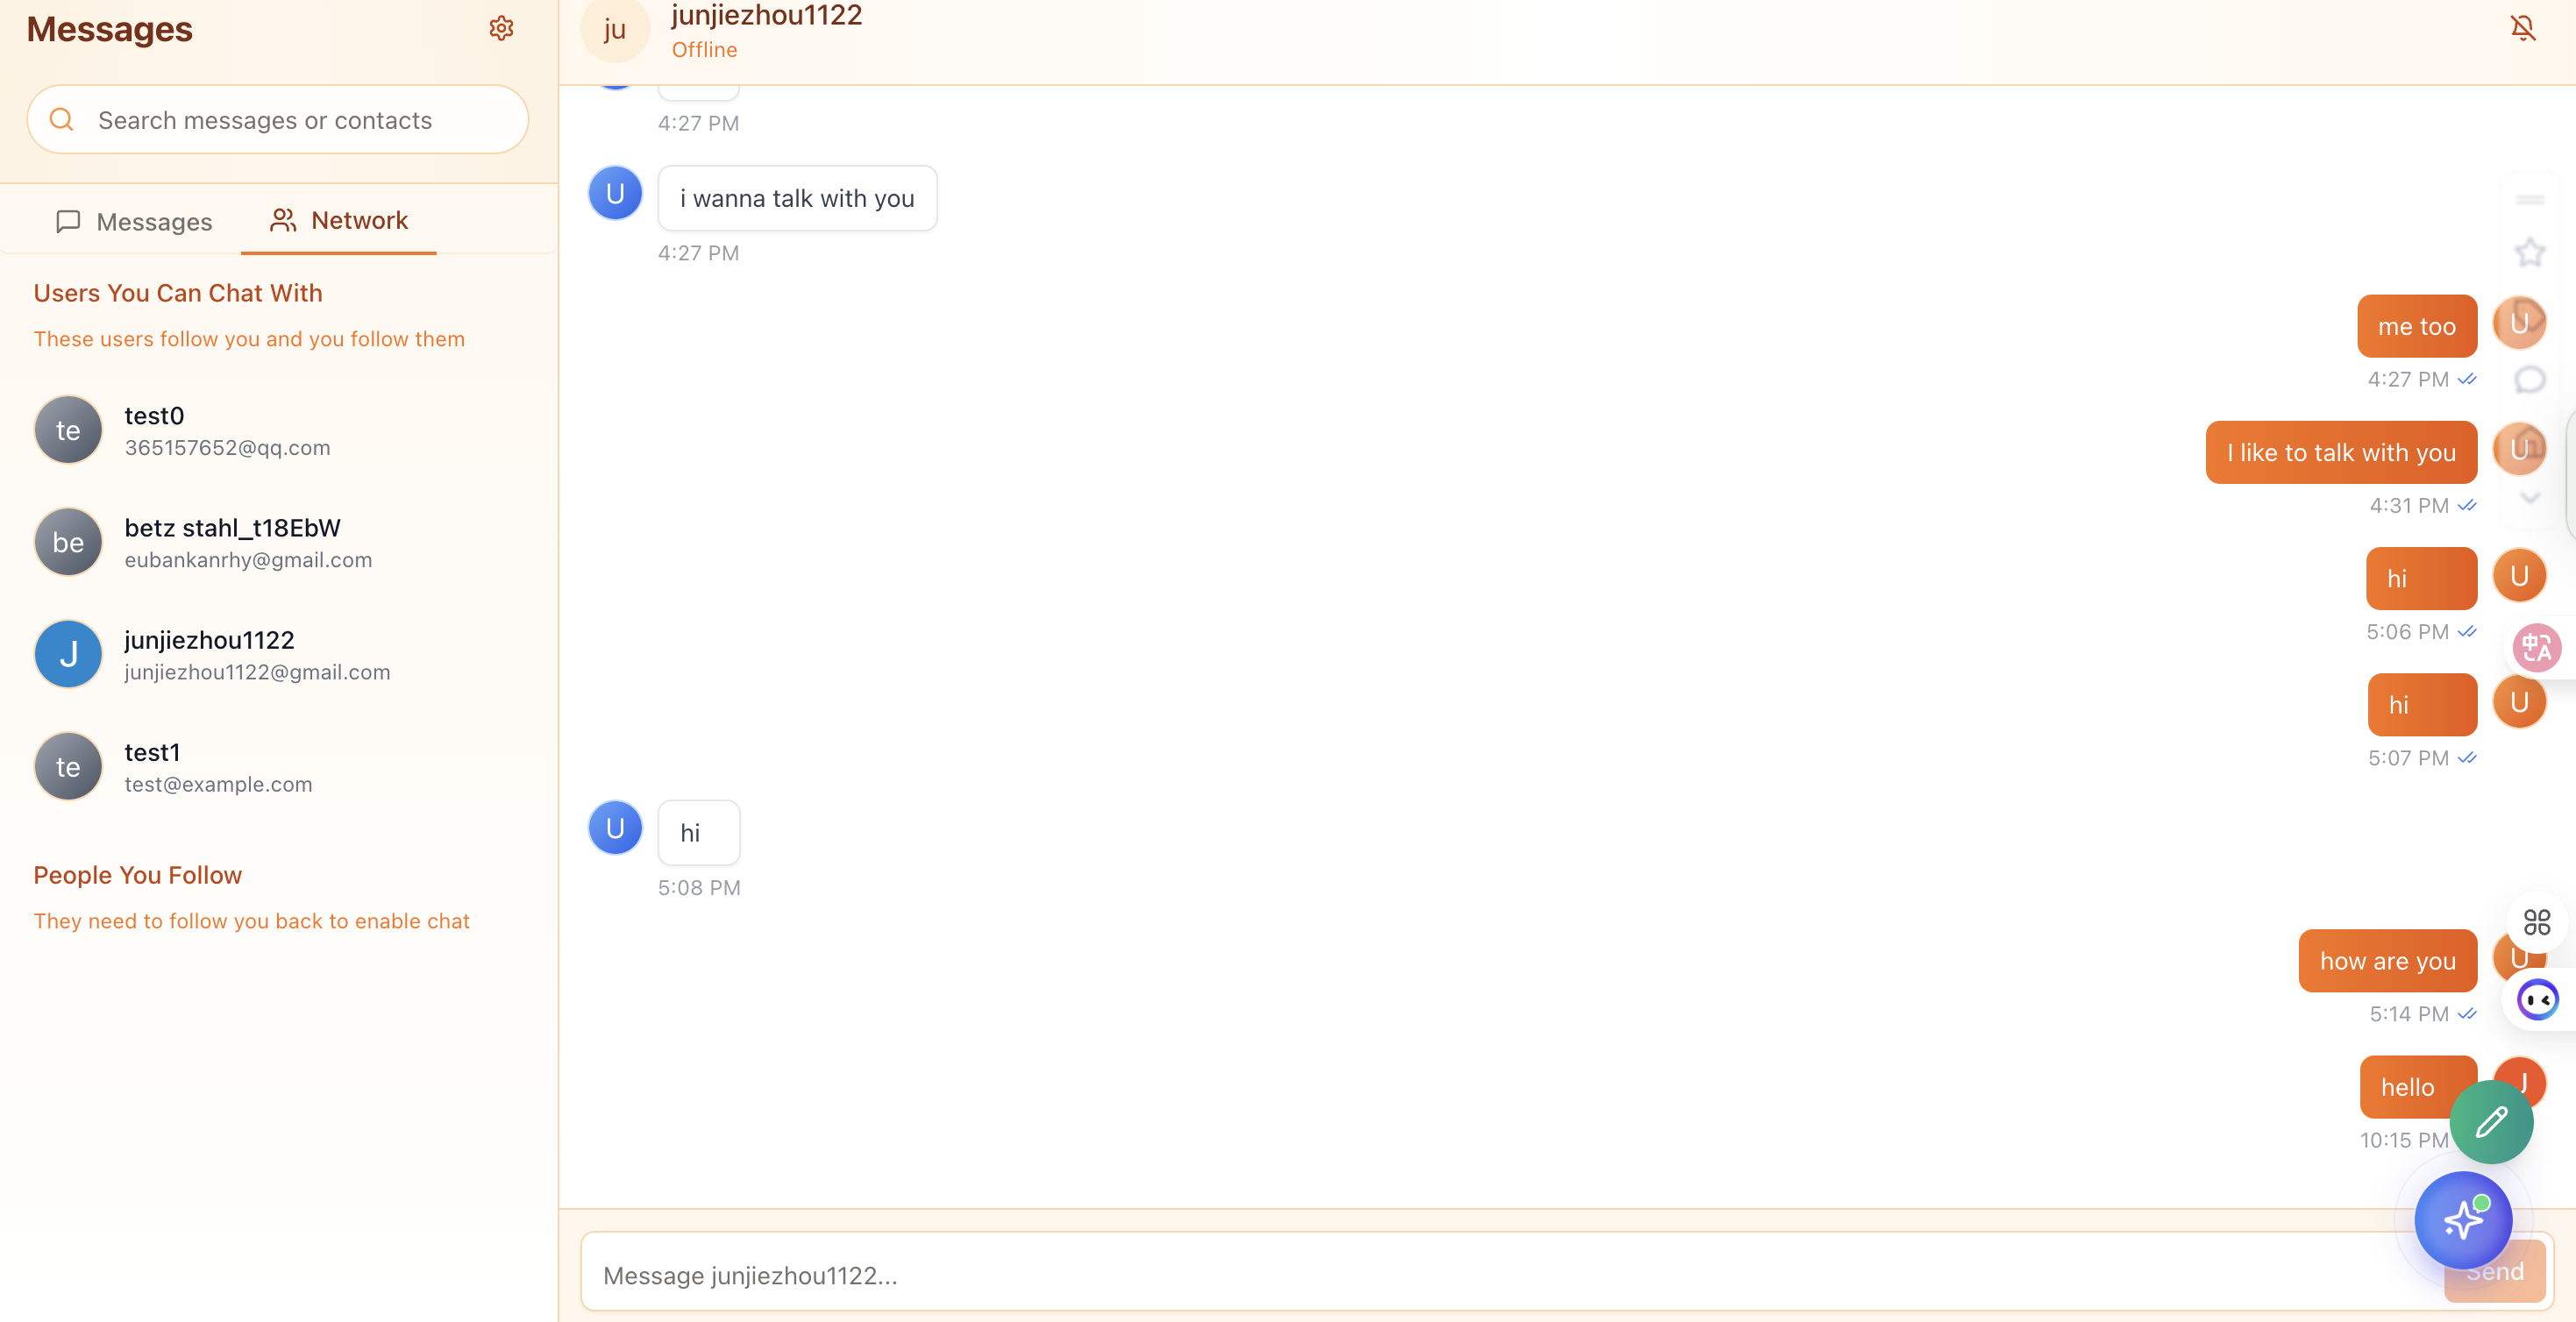 Messages
Search messages or contacts
Messages
Network
Users You Can Chat With
These users follow you and you follow them
te
test0
365157652@qq.com
be
betz stahl_t18EbW
eubankanrhy@gmail.com
J
junjiezhou1122
junjiezhou1122@gmail.com
te
test1
test@example.com
People You Follow
They need to follow you back to enable chat
ju
junjiezhou1122
Offline
4:27 PM
U
i wanna talk with you
4:27 PM
me too
U
4:27 PM
I like to talk with you
U
4:31 PM
hi
U
5:06 PM
中A
hi
U
5:07 PM
U
hi
5:08 PM
how are you
U
5:14 PM
hello
J
10:15 PM
Message junjiezhou1122...
Send